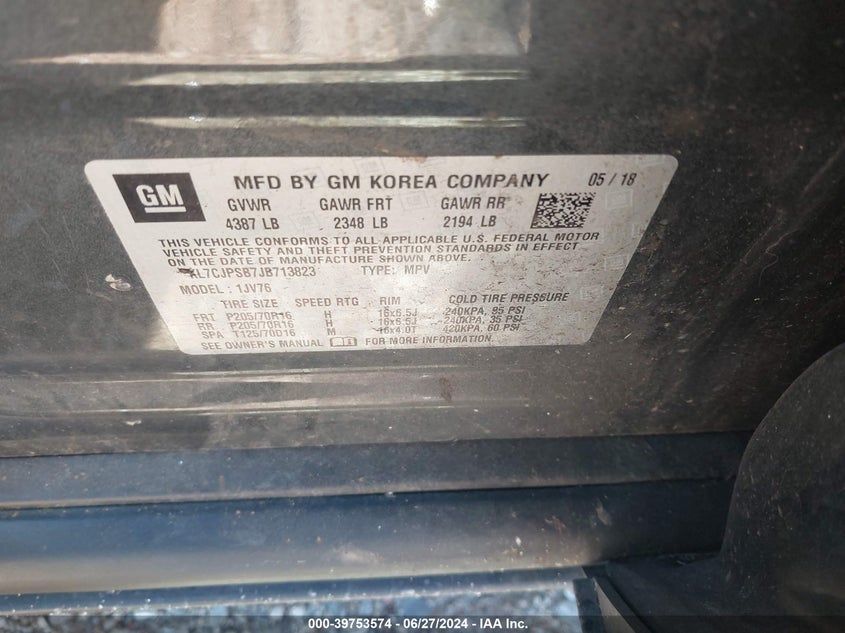 GM
MFD BY GM KOREA COMPANY 05 / 18
GVWR GAWR FRT GAWR RR
4387 LB 2348 LB 2194 LB
THIS VEHICLE CONFORMS TO ALL APPLICABLE U.S. FEDERAL MOTOR
VEHICLE SAFETY AND THEFT PREVENTION STANDARDS IN EFFECT
ON THE DATE OF MANUFACTURE SHOWN ABOVE.
KL7CJPSB7JB713823 TYPE: MPV
MODEL : 1JV76
TIRE SIZE SPEED RTG RIM COLD TIRE PRESSURE
FRT P205/70R16 H 16x6.5J 240KPA, 35 PSI
RR P205/70R16 H 16x6.5J 240KPA, 35 PSI
SPA T125/70D16 M 16x4.0T 420KPA, 60 PSI
SEE OWNER'S MANUAL FOR MORE INFORMATION.
000-39753574 | 06/27/2024 | © IAA Inc.